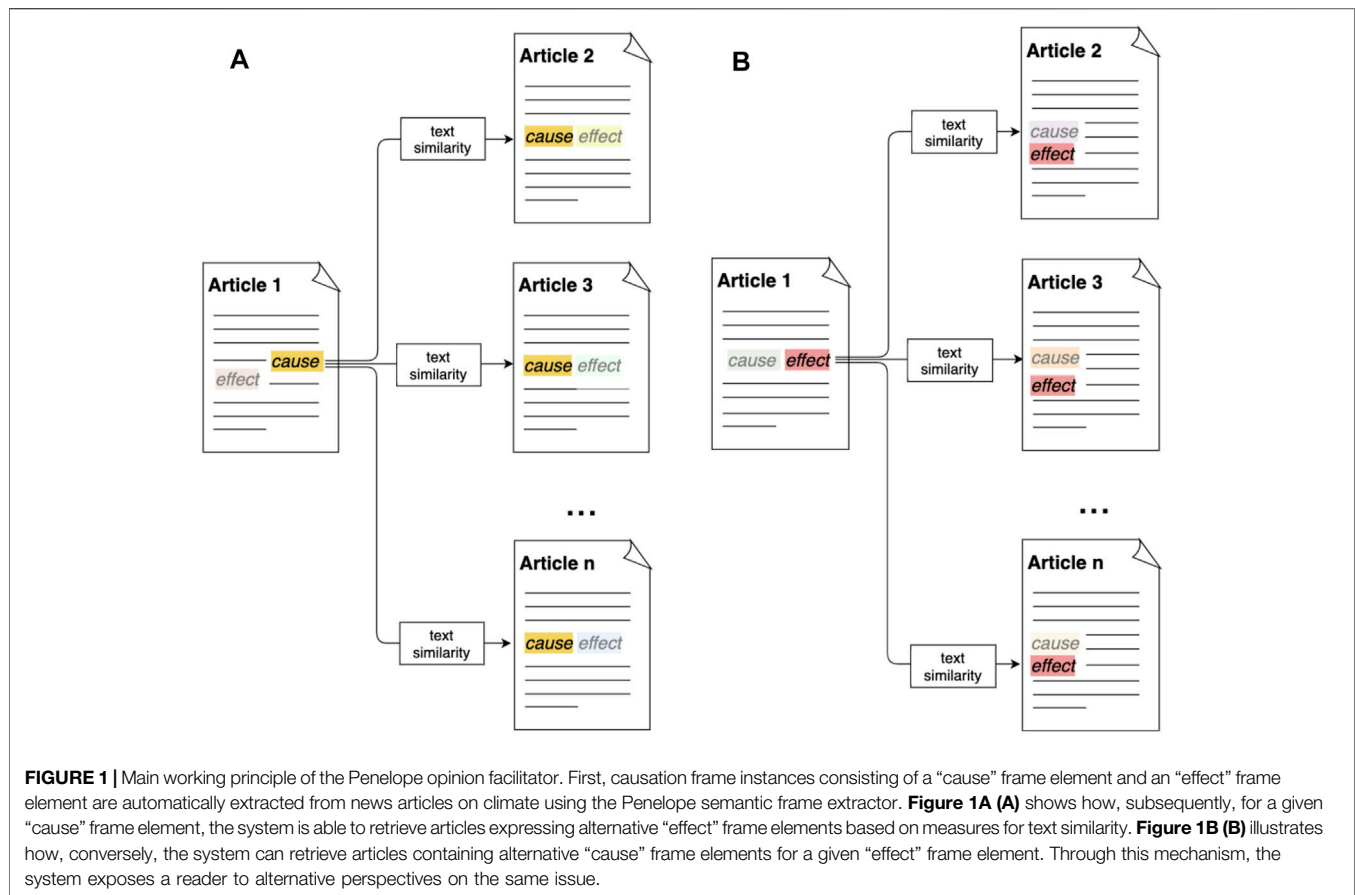 A
Article 2
text
similarity
cause effect
Article 1
cause
effect
text
similarity
Article 3
cause effect
...
text
similarity
Article n
cause effect
B
Article 2
text
similarity
cause
effect
Article 1
cause effect
text
similarity
Article 3
cause
effect
...
text
similarity
Article n
cause
effect
FIGURE 1 | Main working principle of the Penelope opinion facilitator. First, causation frame instances consisting of a “cause” frame element and an “effect” frame
element are automatically extracted from news articles on climate using the Penelope semantic frame extractor. Figure 1A (A) shows how, subsequently, for a given
“cause” frame element, the system is able to retrieve articles expressing alternative “effect” frame elements based on measures for text similarity. Figure 1B (B) illustrates
how, conversely, the system can retrieve articles containing alternative “cause” frame elements for a given “effect” frame element. Through this mechanism, the
system exposes a reader to alternative perspectives on the same issue.